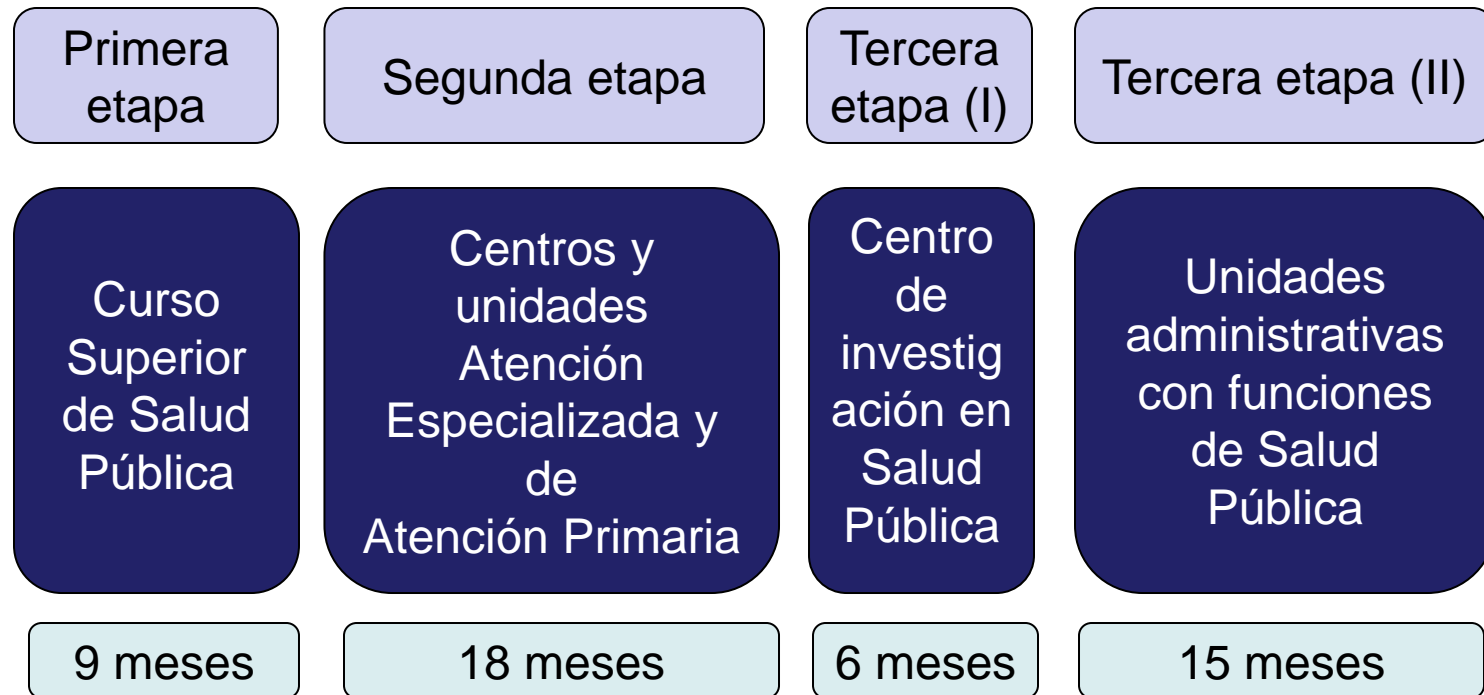 Primera
etapa
Segunda etapa
Tercera
etapa (I)
Tercera etapa (II)
Curso
Superior
de Salud
Pública
Centros y
unidades
Atención
Especializada y
de
Atención Primaria
Centro
de
investig
ación en
Salud
Pública
Unidades
administrativas
con funciones
de Salud
Pública
9 meses
18 meses
6 meses
15 meses